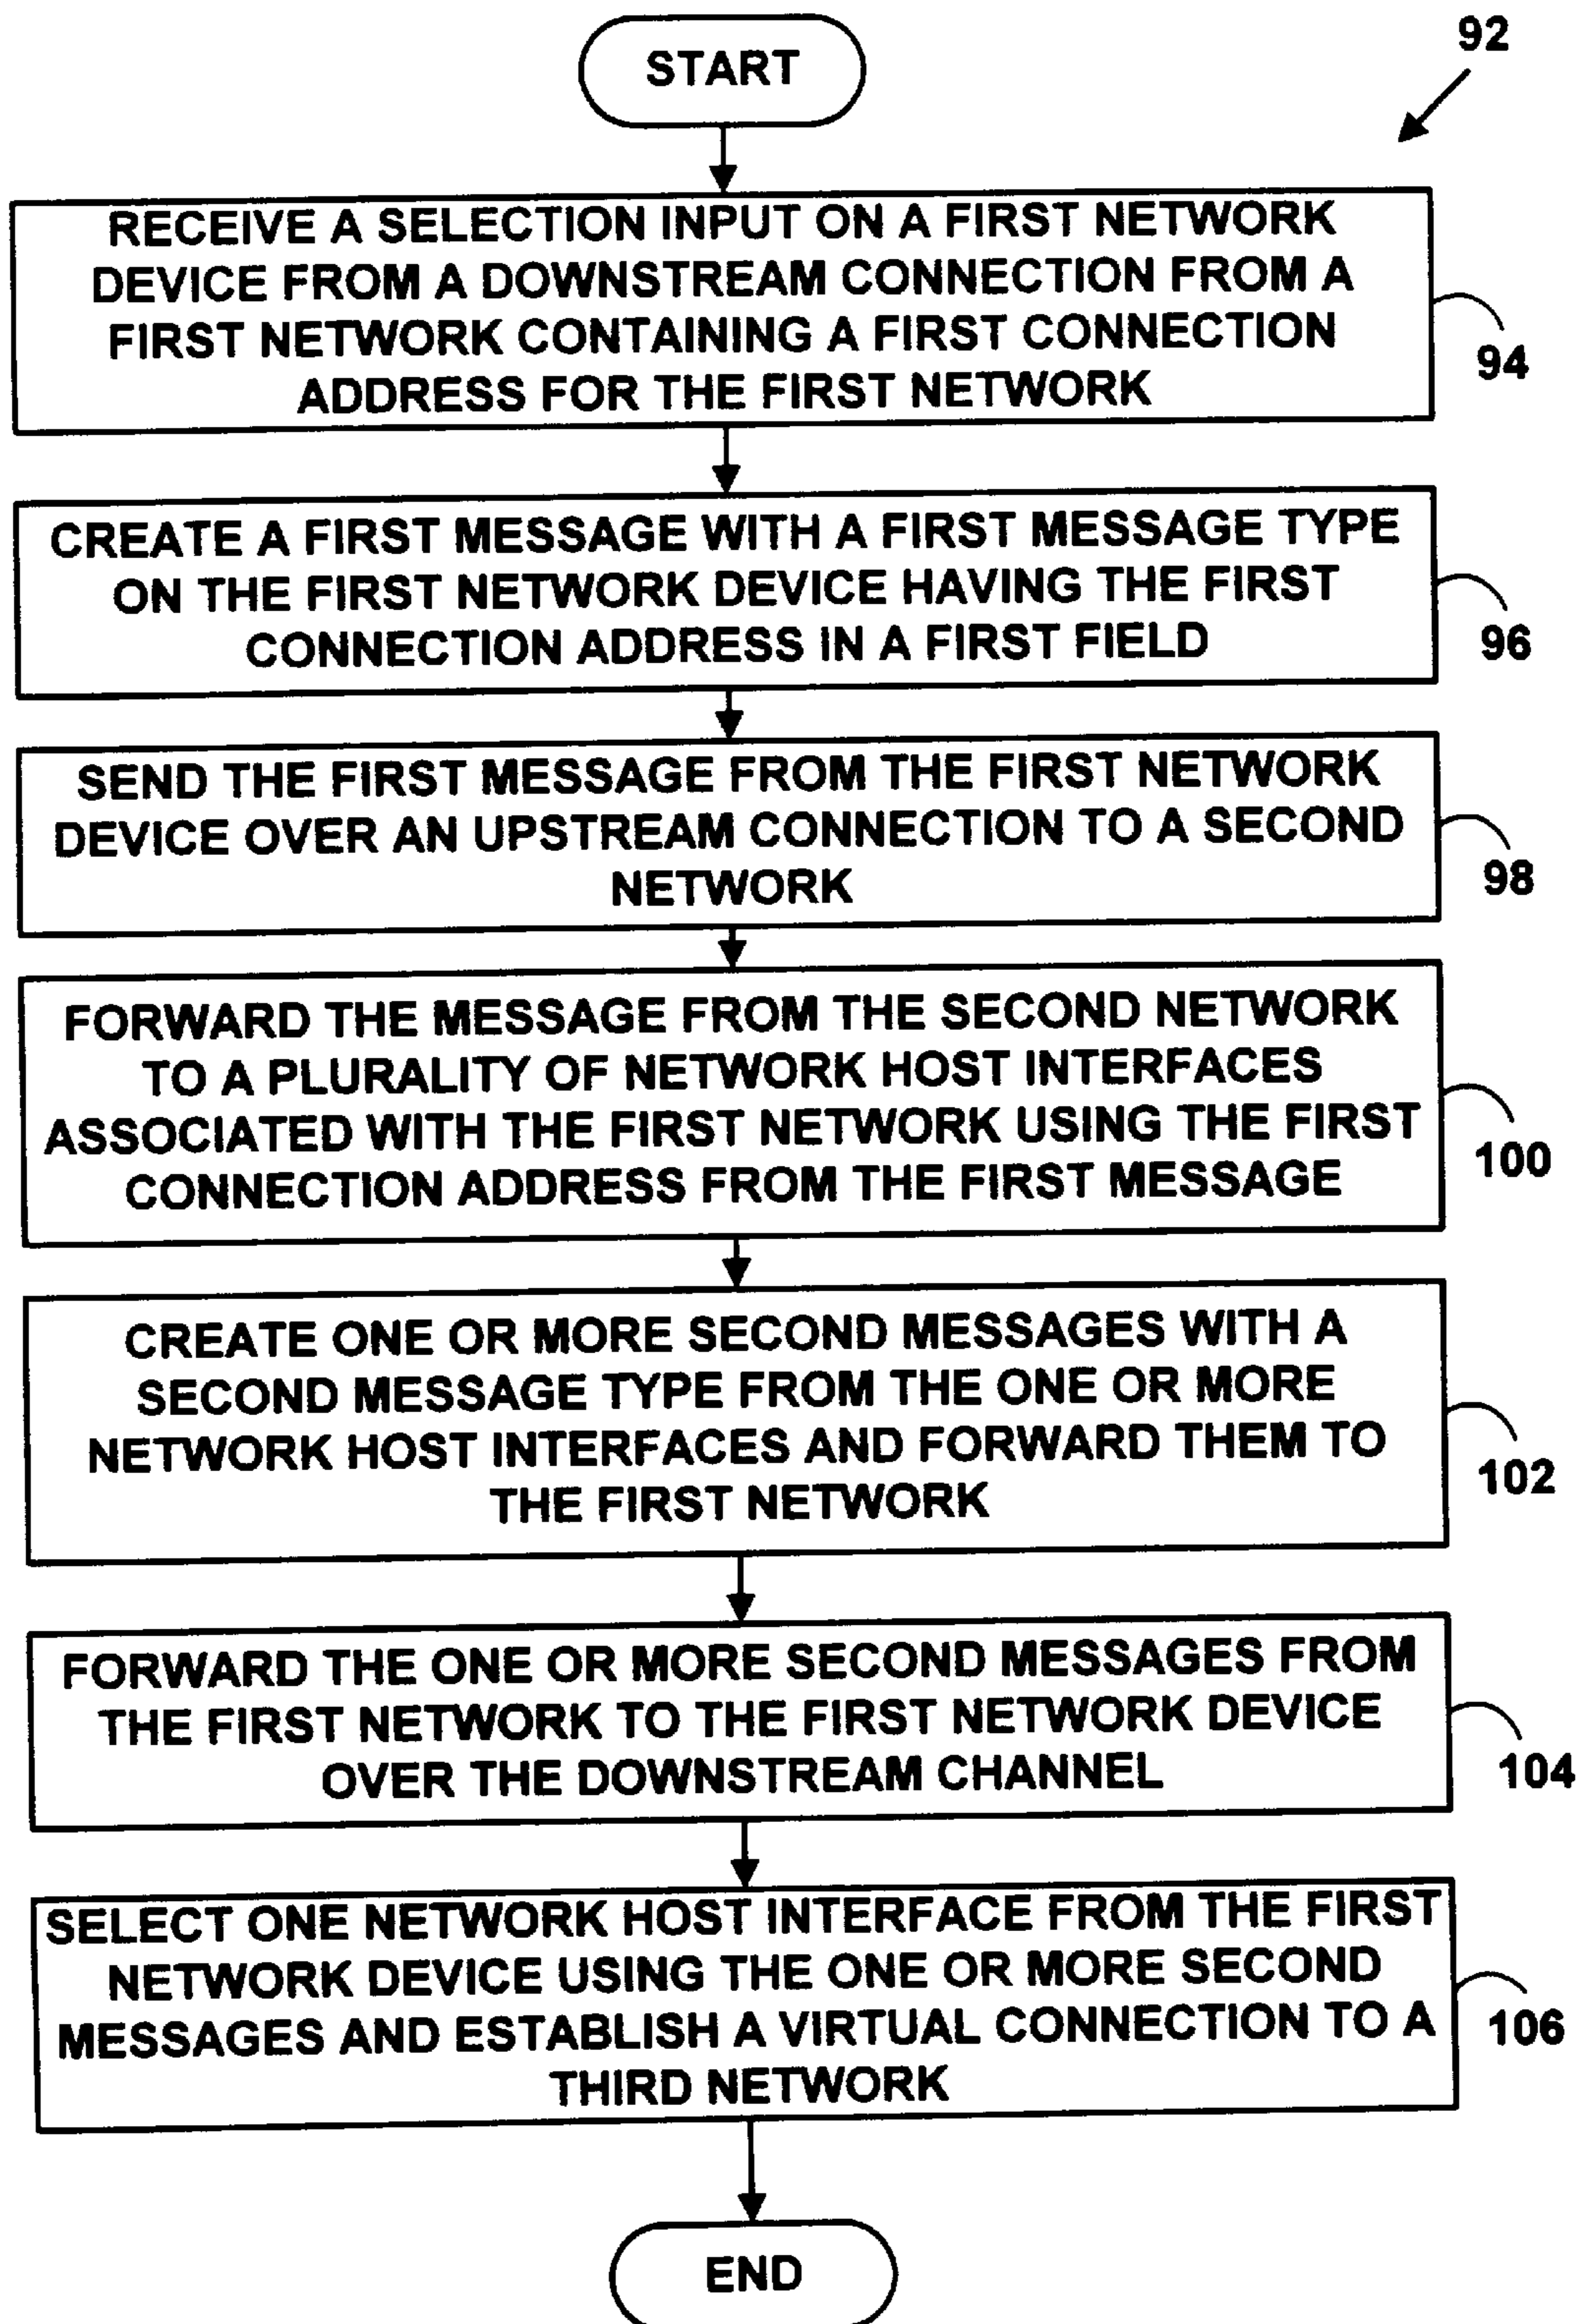 START
92
RECEIVE A SELECTION INPUT ON A FIRST NETWORK
DEVICE FROM A DOWNSTREAM CONNECTION FROM A
FIRST NETWORK CONTAINING A FIRST CONNECTION
ADDRESS FOR THE FIRST NETWORK
94
CREATE A FIRST MESSAGE WITH A FIRST MESSAGE TYPE
ON THE FIRST NETWORK DEVICE HAVING THE FIRST
CONNECTION ADDRESS IN A FIRST FIELD
96
SEND THE FIRST MESSAGE FROM THE FIRST NETWORK
DEVICE OVER AN UPSTREAM CONNECTION TO A SECOND
NETWORK
98
FORWARD THE MESSAGE FROM THE SECOND NETWORK
TO A PLURALITY OF NETWORK HOST INTERFACES
ASSOCIATED WITH THE FIRST NETWORK USING THE FIRST
CONNECTION ADDRESS FROM THE FIRST MESSAGE
100
CREATE ONE OR MORE SECOND MESSAGES WITH A
SECOND MESSAGE TYPE FROM THE ONE OR MORE
NETWORK HOST INTERFACES AND FORWARD THEM TO
THE FIRST NETWORK
102
FORWARD THE ONE OR MORE SECOND MESSAGES FROM
THE FIRST NETWORK TO THE FIRST NETWORK DEVICE
OVER THE DOWNSTREAM CHANNEL
104
SELECT ONE NETWORK HOST INTERFACE FROM THE FIRST
NETWORK DEVICE USING THE ONE OR MORE SECOND
MESSAGES AND ESTABLISH A VIRTUAL CONNECTION TO A
THIRD NETWORK
106
END